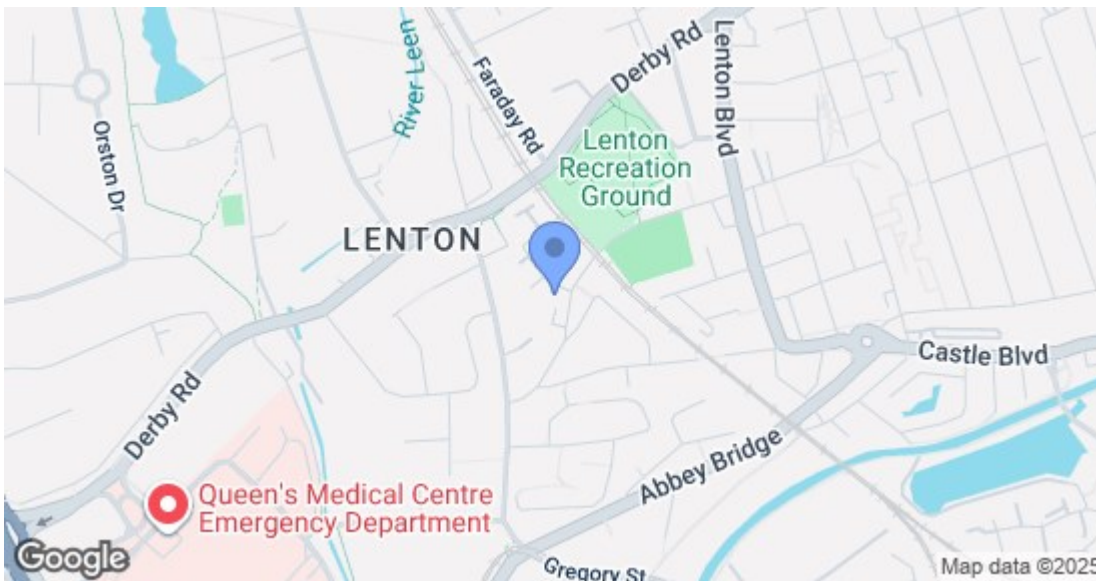 Orston Dr
River Leen
Faraday Rd
Derby Rd
Lenton Blvd
Lenton
Recreation
Ground
LENTON
Castle Blvd
Derby Rd
Abbey Bridge
Queen's Medical Centre
Emergency Department
Gregory St
Google
Map data ©2025